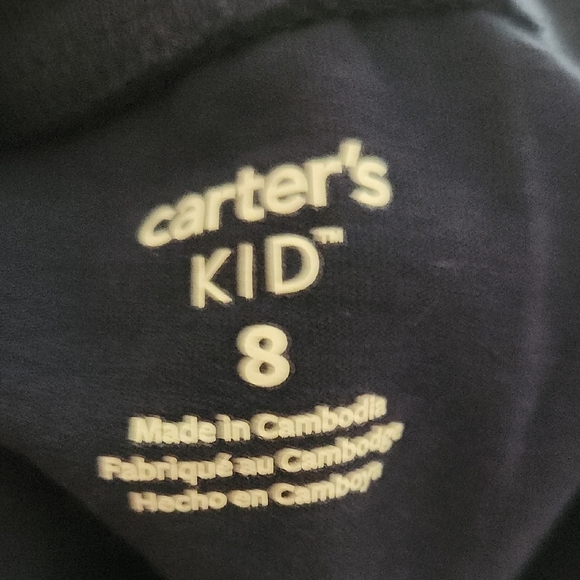 carter's
KID™
8
Made in Cambodia
Fabriqué au Cambodge
Hecho en Camboya